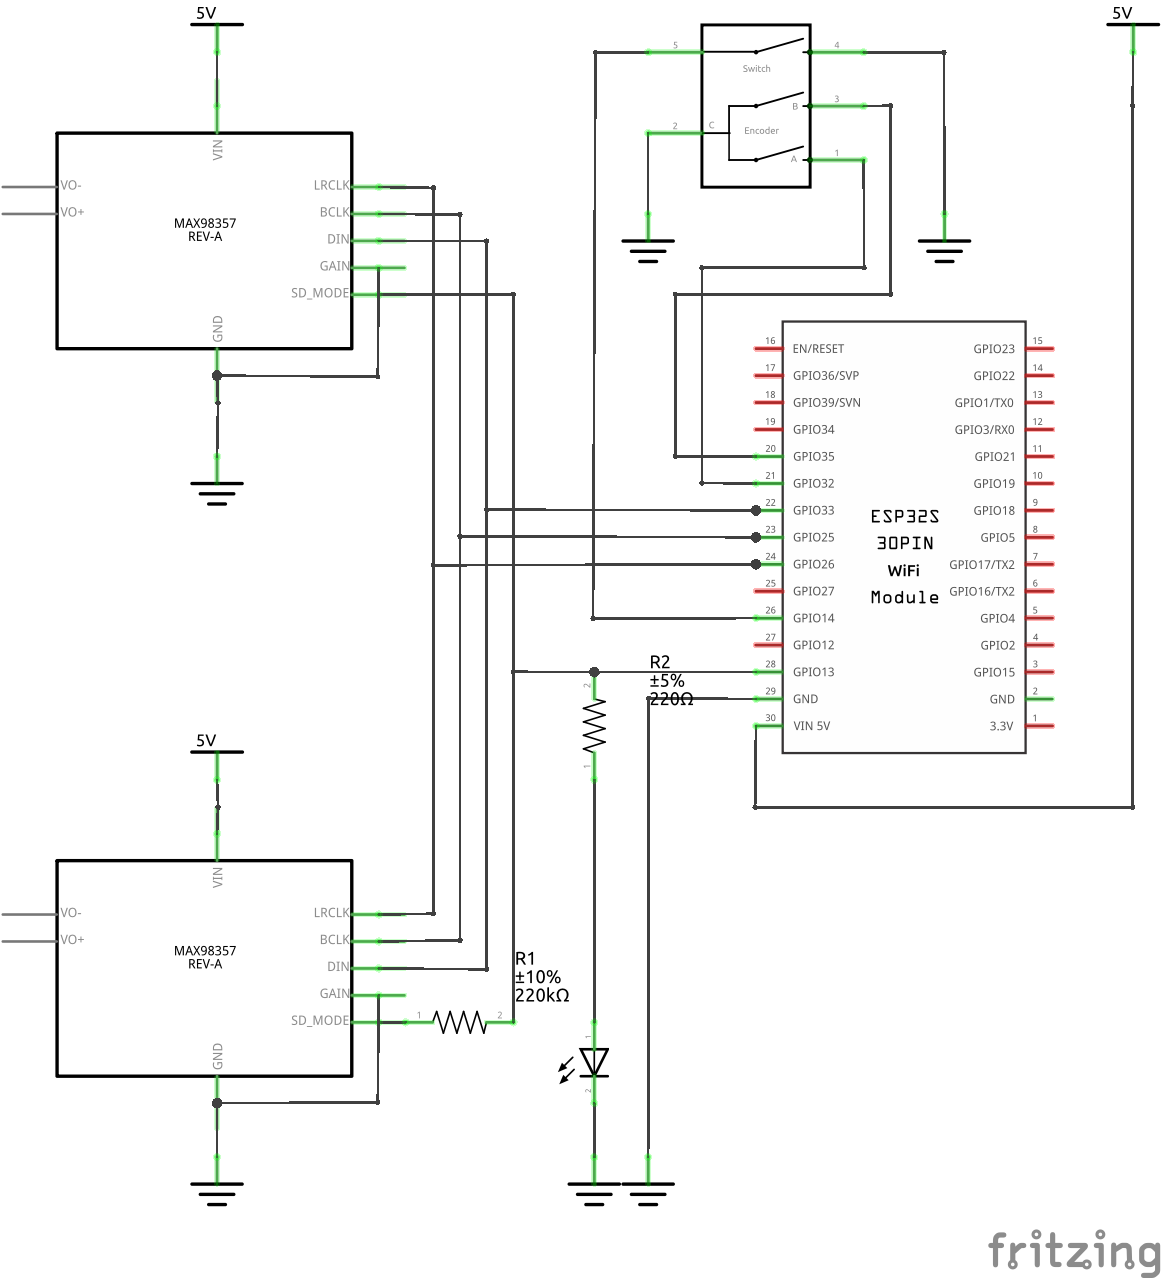 5V
VIN
VO-
VO+
MAX98357
REV-A
LRCLK
BCLK
DIN
GAIN
SD_MODE
GND
5
4
Switch
3
B
2
C
Encoder
1
A
5V
16
EN/RESET
17
GPIO36/SVP
18
GPIO39/SVN
19
GPIO34
20
GPIO35
21
GPIO32
22
GPIO33
23
GPIO25
24
GPIO26
25
GPIO27
26
GPIO14
27
GPIO12
28
GPIO13
29
GND
30
VIN 5V
ESP32S
30PIN
WiFi
Module
GPIO23
15
GPIO22
14
GPIO1/TX0
13
GPIO3/RX0
12
GPIO21
11
GPIO19
10
GPIO18
9
GPIO5
8
GPIO17/TX2
7
GPIO16/TX2
6
GPIO4
5
GPIO2
4
GPIO15
3
GND
2
3.3V
1
R2
±5%
220Ω
2
1
5V
VIN
VO-
VO+
MAX98357
REV-A
LRCLK
BCLK
DIN
GAIN
SD_MODE
GND
R1
±10%
220kΩ
1
2
1
2
fritzing